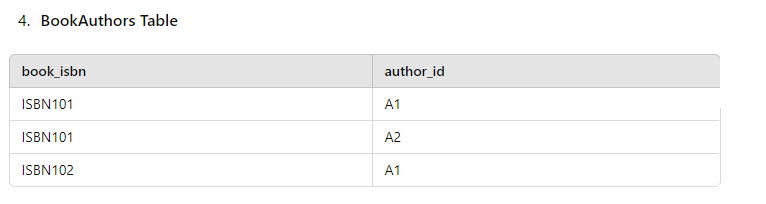 4. BookAuthors Table
book_isbn author_id
ISBN101 A1
ISBN101 A2
ISBN102 A1